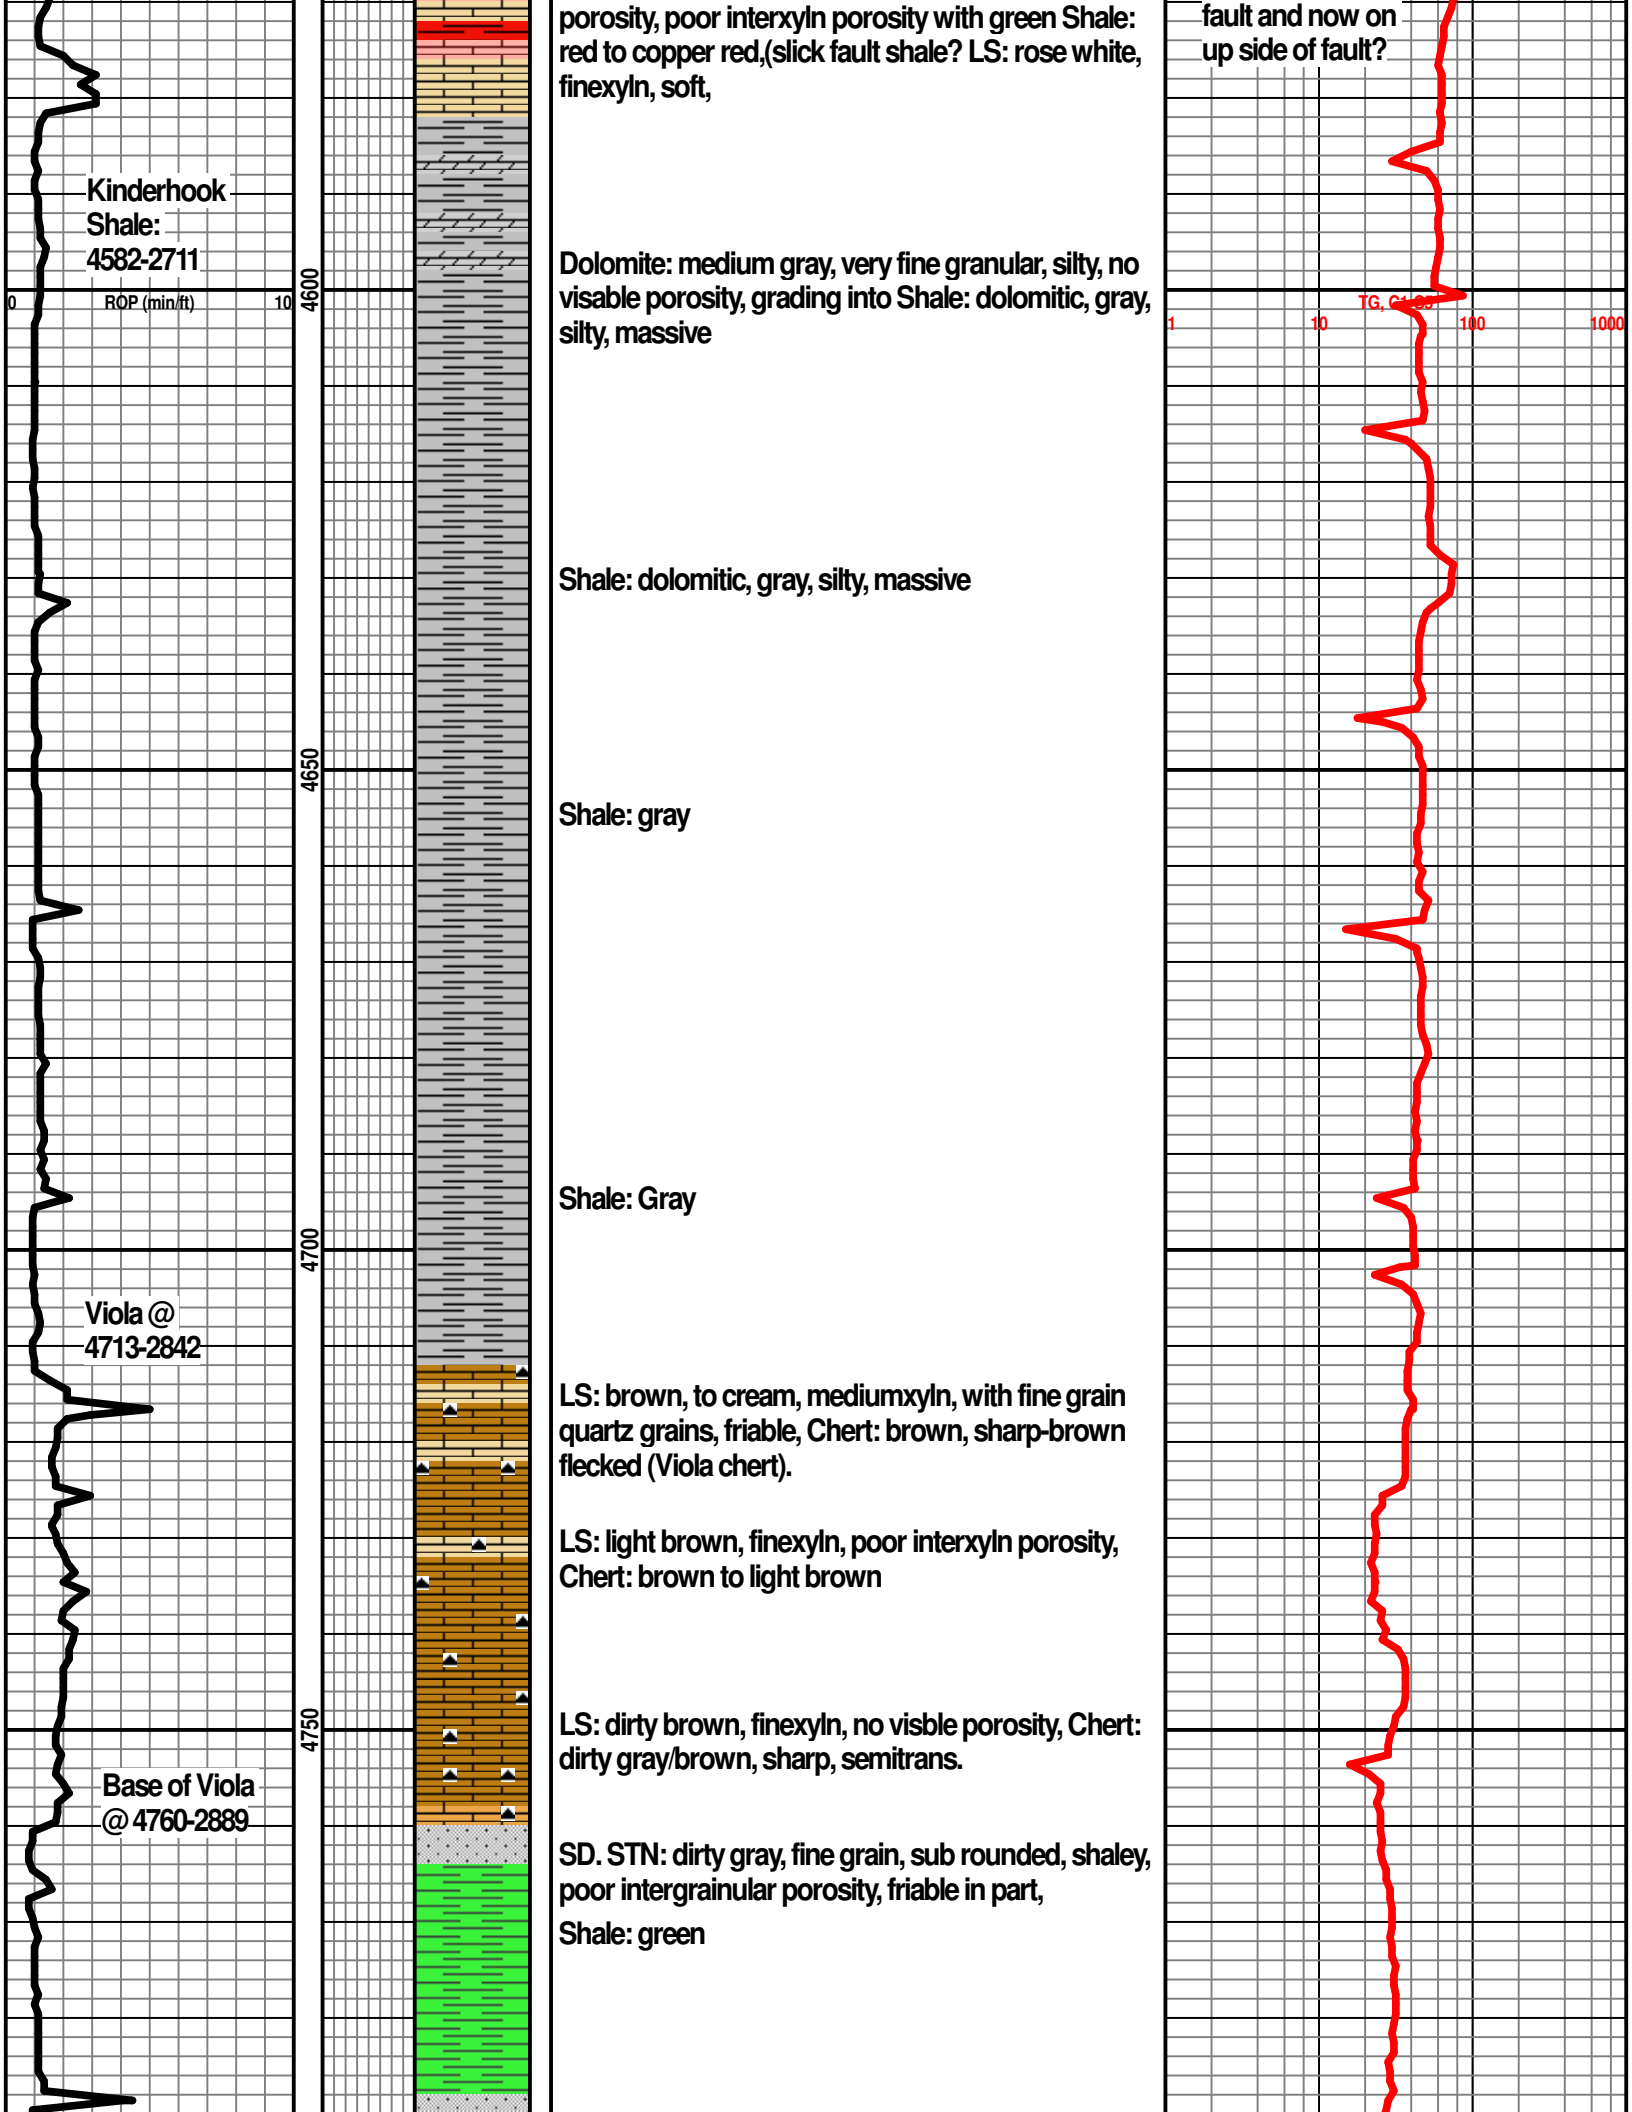 porosity, poor interxyln porosity with green Shale:
red to copper red,(slick fault shale? LS: rose white,
finexyln, soft,
fault and now on
up side of fault?
Kinderhook
Shale:
4582-2711
0 ROP (min/ft) 10
4600
Dolomite: medium gray, very fine granular, silty, no
visable porosity, grading into Shale: dolomitic, gray,
silty, massive
TG, C1-C5
1 10 100 1000
Shale: dolomitic, gray, silty, massive
4650
Shale: gray
Shale: Gray
4700
Viola @
4713-2842
LS: brown, to cream, mediumxyln, with fine grain
quartz grains, friable, Chert: brown, sharp-brown
flecked (Viola chert).
LS: light brown, finexyln, poor interxyln porosity,
Chert: brown to light brown
4750
LS: dirty brown, finexyln, no visble porosity, Chert:
dirty gray/brown, sharp, semitrans.
Base of Viola
@ 4760-2889
SD. STN: dirty gray, fine grain, sub rounded, shaley,
poor intergrainular porosity, friable in part,
Shale: green